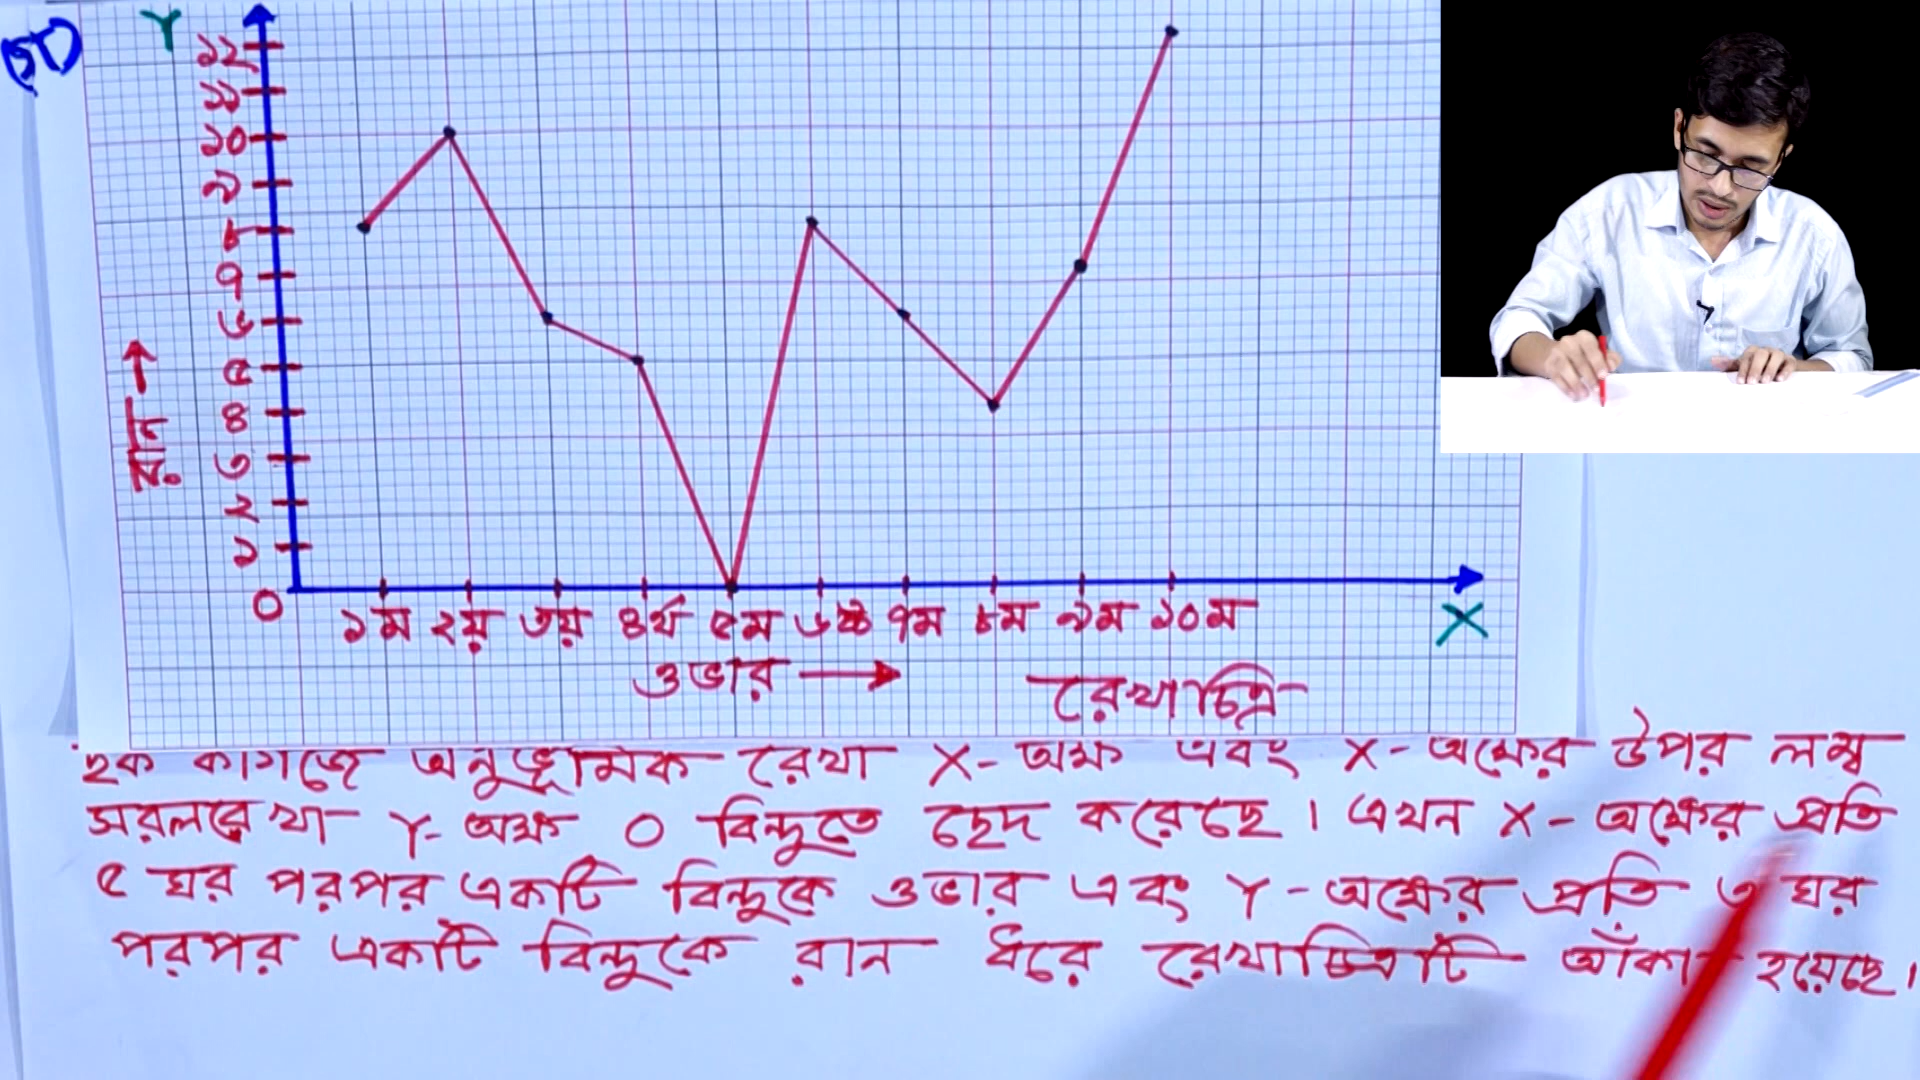 (গ)
Y
১২
১১
১০
৯
৮
৭
৬
৫
৪
৩
২
১
0
রান →
১ম ২য় ৩য় ৪র্থ ৫ম ৬ষ্ঠ ৭ম ৮ম ৯ম ১০ম
X
ওভার →
রেখাচিত্র
ছক কাগজে অনুভূমিক রেখা X- অক্ষ এবং X- অক্ষের উপর লম্ব
সরলরেখা Y- অক্ষ O বিন্দুতে ছেদ করেছে। এখন X- অক্ষের প্রতি
৫ ঘর পরপর একটি বিন্দুকে ওভার এবং Y- অক্ষের প্রতি ঘর
পরপর একটি বিন্দুকে রান ধরে রেখাচিত্রটি আঁকা হয়েছে।